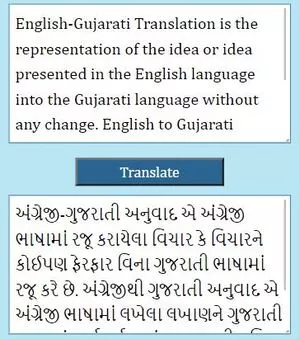 English-Gujarati Translation is the
representation of the idea or idea
presented in the English language
into the Gujarati language without
any change. English to Gujarati
Translate
અંગ્રેજી-ગુજરાતી અનુવાદ એ અંગ્રેજી
ભાષામાં રજૂ કરાયેલા વિચાર કે વિચારને
કોઈપણ ફેરફાર વિના ગુજરાતી ભાષામાં
રજૂ કરે છે. અંગ્રેજીથી ગુજરાતી અનુવાદ એ
અંગ્રેજી ભાષામાં લખેલા લખાણને ગુજરાતી